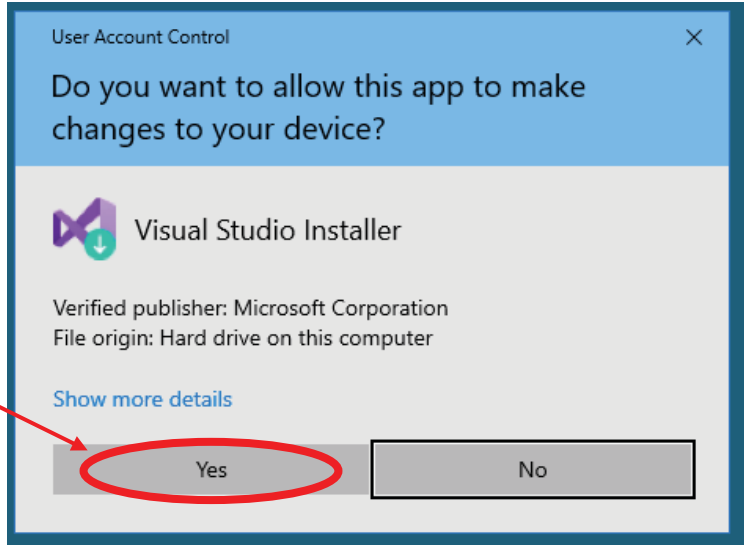 User Account Control
Do you want to allow this app to make
changes to your device?
Visual Studio Installer
Verified publisher: Microsoft Corporation
File origin: Hard drive on this computer
Show more details
Yes
No